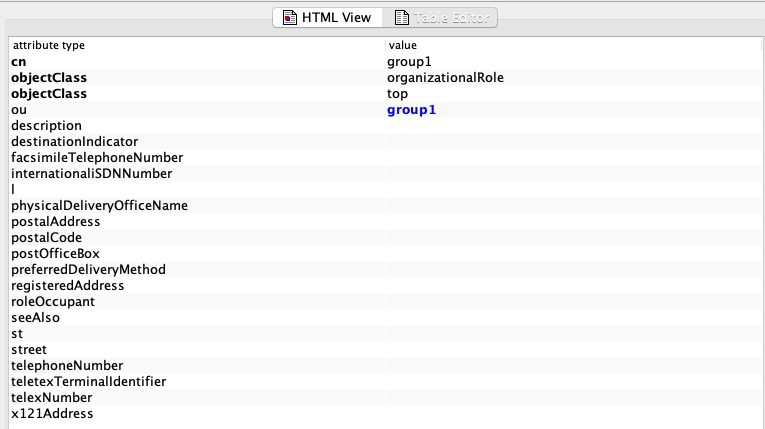 HTML View Table Editor
attribute type value
cn group1
objectClass organizationalRole
objectClass top
ou group1
description
destinationIndicator
facsimileTelephoneNumber
internationaliSDNNumber
l
physicalDeliveryOfficeName
postalAddress
postalCode
postOfficeBox
preferredDeliveryMethod
registeredAddress
roleOccupant
seeAlso
st
street
telephoneNumber
teletexTerminalIdentifier
telexNumber
x121Address